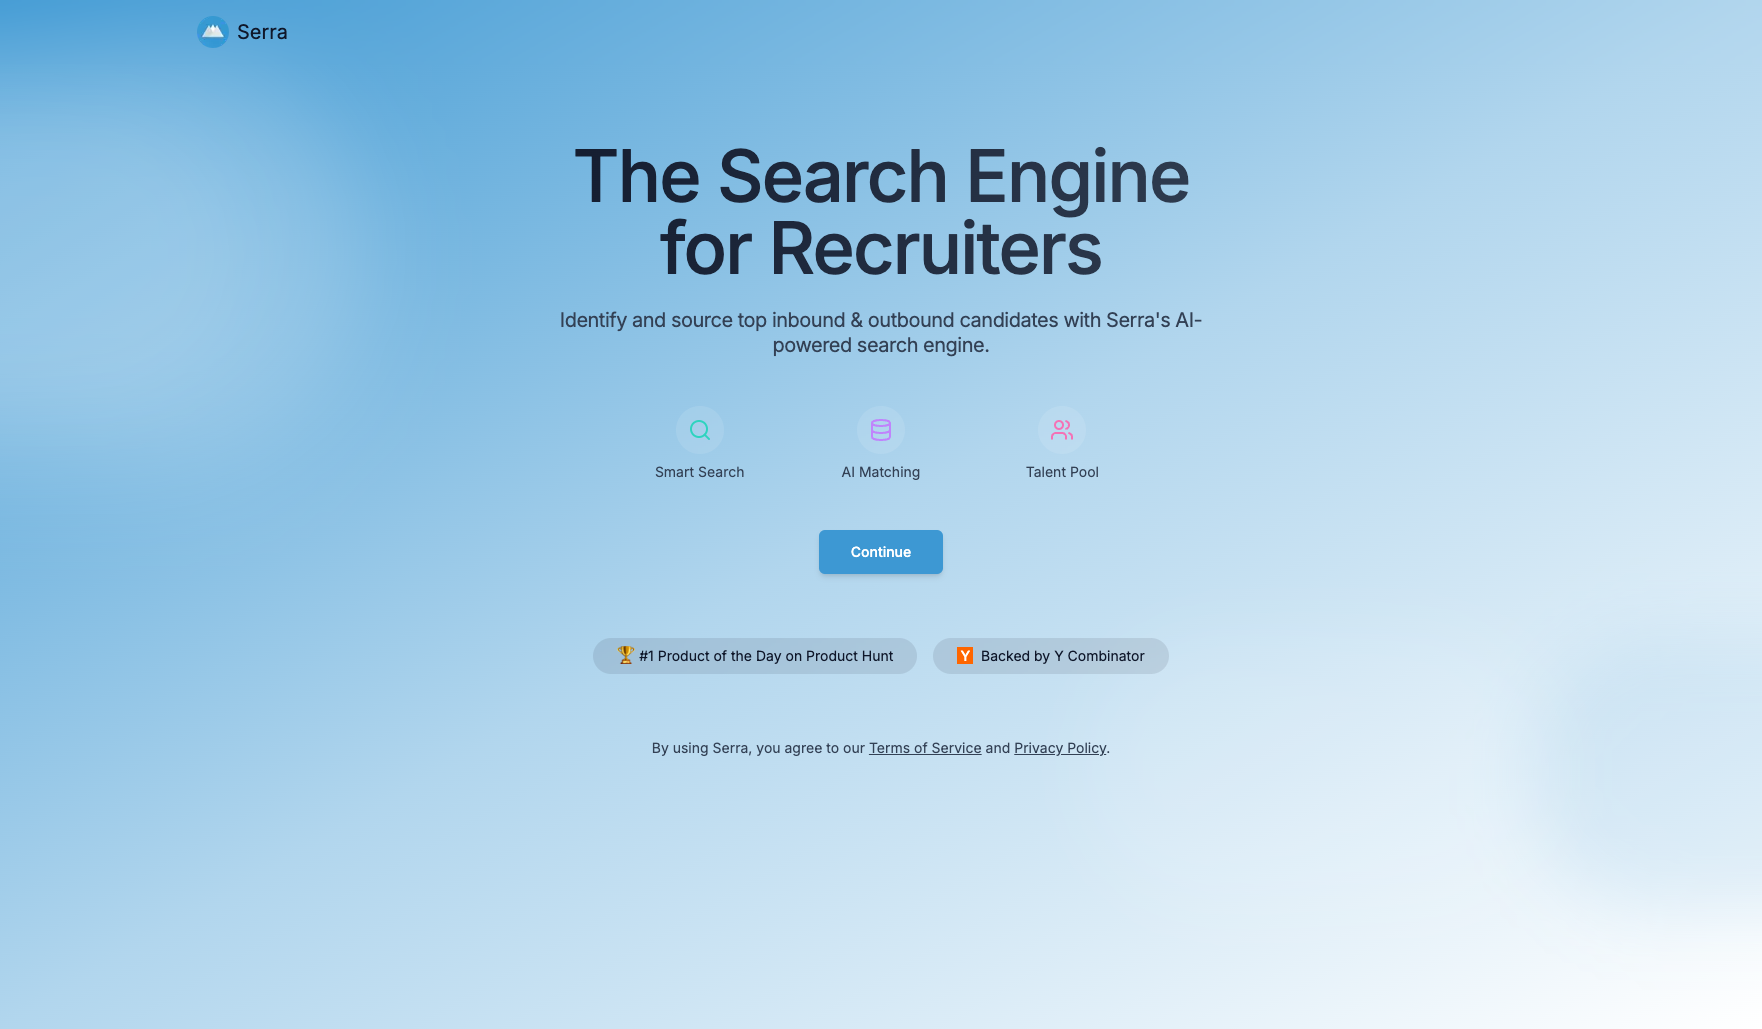 Serra
The Search Engine
for Recruiters
Identify and source top inbound & outbound candidates with Serra's AI-
powered search engine.
Smart Search
AI Matching
Talent Pool
Continue
#1 Product of the Day on Product Hunt
Y Backed by Y Combinator
By using Serra, you agree to our Terms of Service and Privacy Policy.